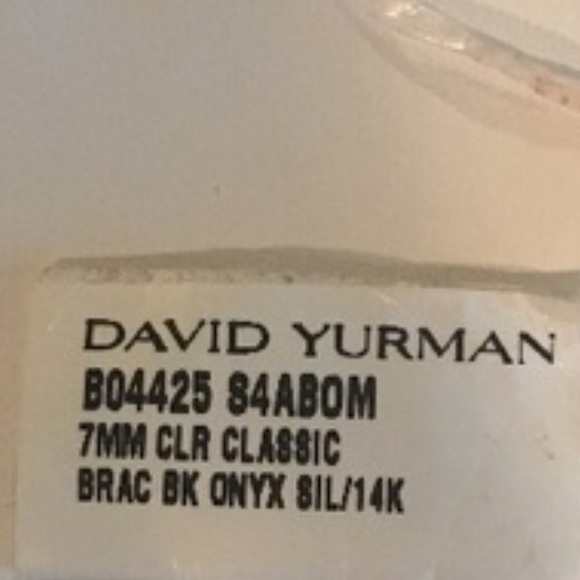 DAVID YURMAN
B04425 S4ABOM
7MM CLR CLASSIC
BRAC BK ONYX SIL/14K